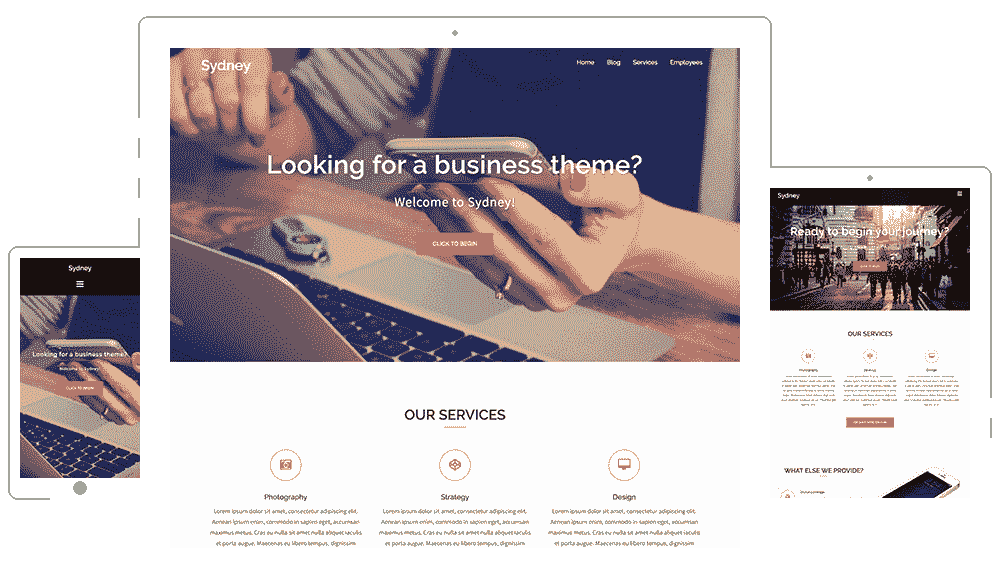 Sydney
Home Blog Services Employees
Looking for a business theme?
Welcome to Sydney!
CLICK TO BEGIN
OUR SERVICES
Photography
Lorem ipsum dolor sit amet, consectetur adipiscing elit.
Aenean ipsum enim, commodo in sapien eget, accumsan
maximus metus. Cras eu nulla sit amet nulla aliquet iaculis
et porta augue. Maecenas eu libero tempus, dignissim
Strategy
Lorem ipsum dolor sit amet, consectetur adipiscing elit.
Aenean ipsum enim, commodo in sapien eget, accumsan
maximus metus. Cras eu nulla sit amet nulla aliquet iaculis
et porta augue. Maecenas eu libero tempus, dignissim
Design
Lorem ipsum dolor sit amet, consectetur adipiscing elit.
Aenean ipsum enim, commodo in sapien eget, accumsan
maximus metus. Cras eu nulla sit amet nulla aliquet iaculis
et porta augue. Maecenas eu libero tempus, dignissim
Sydney
Looking for a business theme?
Welcome to Sydney!
CLICK TO BEGIN
Sydney
Ready to begin your journey?
OUR SERVICES
Photography
Strategy
Design
WHAT ELSE WE PROVIDE?